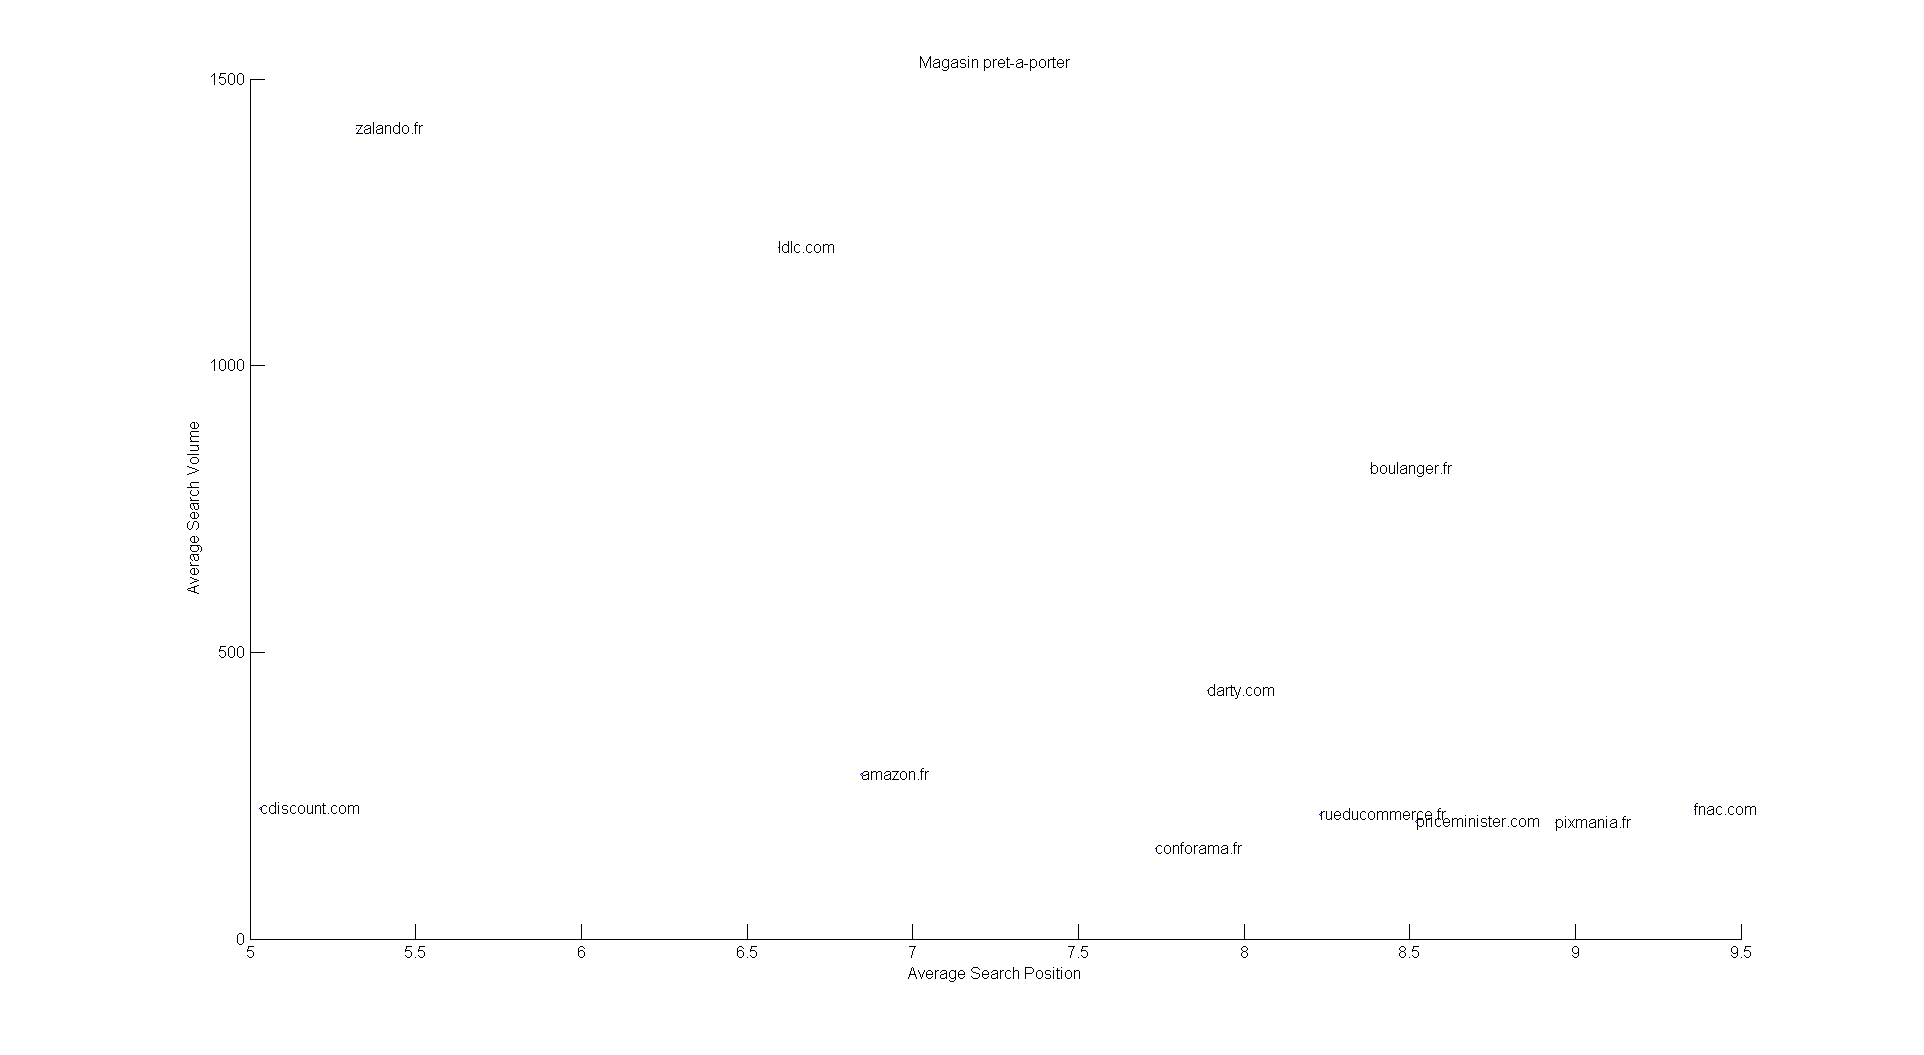 Magasin pret-a-porter
1500
zalando.fr
ldlc.com
1000
Average Search Volume
boulanger.fr
500
darty.com
amazon.fr
cdiscount.com
rueducommerce.fr
priceminister.com
pixmania.fr
fnac.com
conforama.fr
0
5 5.5 6 6.5 7 7.5 8 8.5 9 9.5
Average Search Position